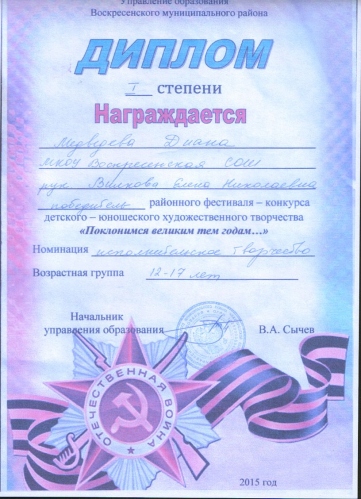 Управление образования
Воскресенского муниципального района
ДИПЛОМ
I степени
Награждается
Медведева Диана
МКОУ Воскресенская СОШ
рук Елена Николаевна
победитель районного фестиваля – конкурса
детского – юношеского художественного творчества
«Поклонимся великим тем годам…»
Номинация исполнительское творчество
Возрастная группа 12-17 лет
Начальник
управления образования В.А. Сычев
ОТЕЧЕСТВЕННАЯ ВОЙНА
2015 год